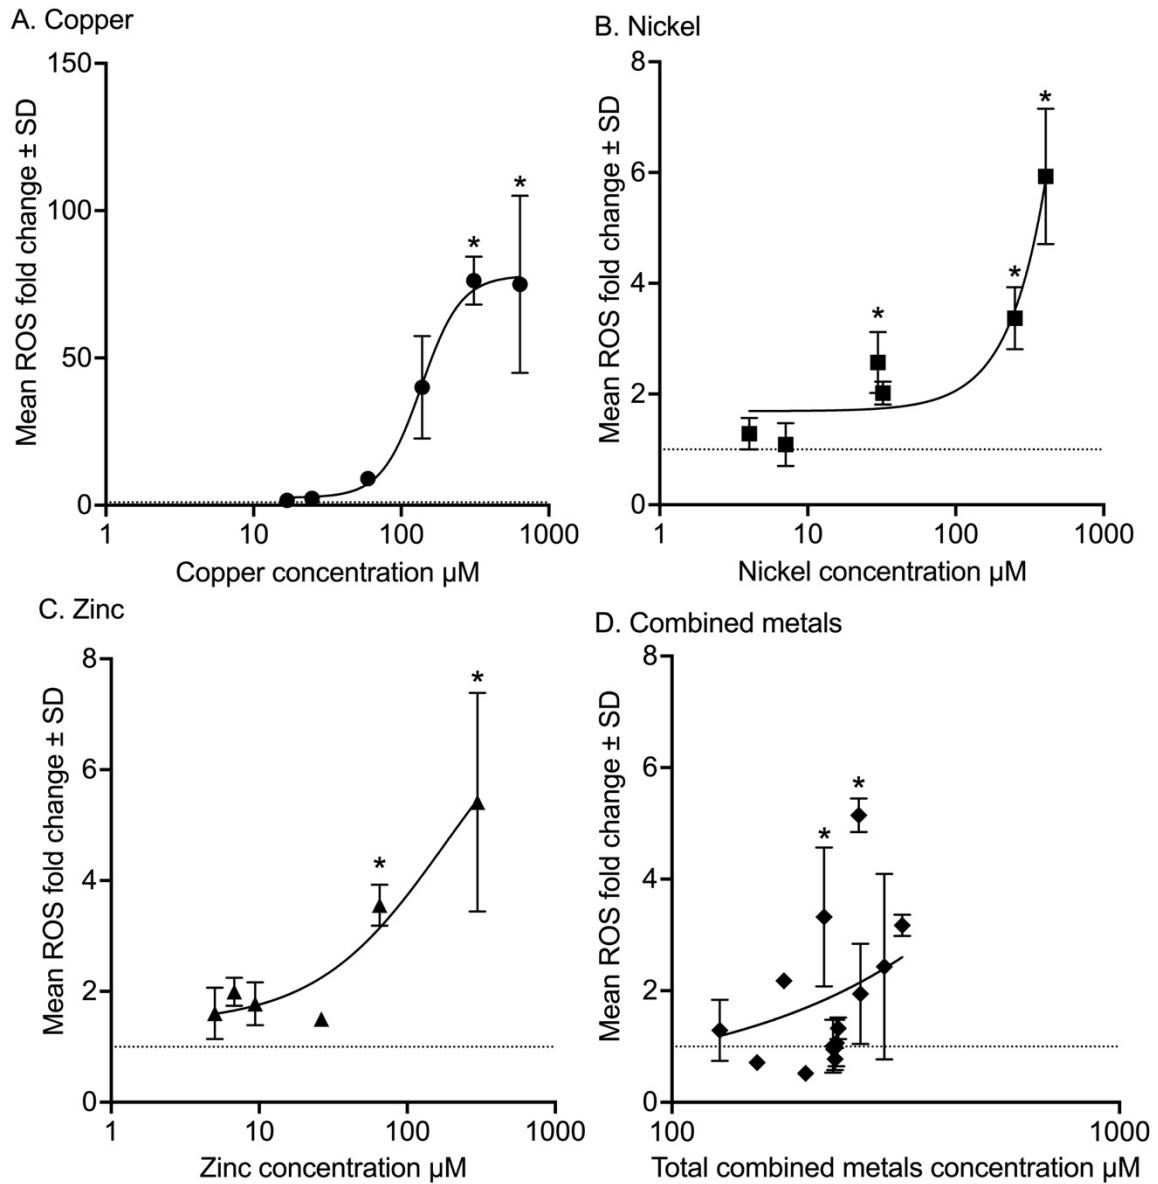 A. Copper
150
100
50
0
Mean ROS fold change ± SD
*
*
1 10 100 1000
Copper concentration µM
B. Nickel
8
6
4
2
0
Mean ROS fold change ± SD
*
*
*
1 10 100 1000
Nickel concentration µM
C. Zinc
8
6
4
2
0
Mean ROS fold change ± SD
*
*
1 10 100 1000
Zinc concentration µM
D. Combined metals
8
6
4
2
0
Mean ROS fold change ± SD
*
*
100 1000
Total combined metals concentration µM